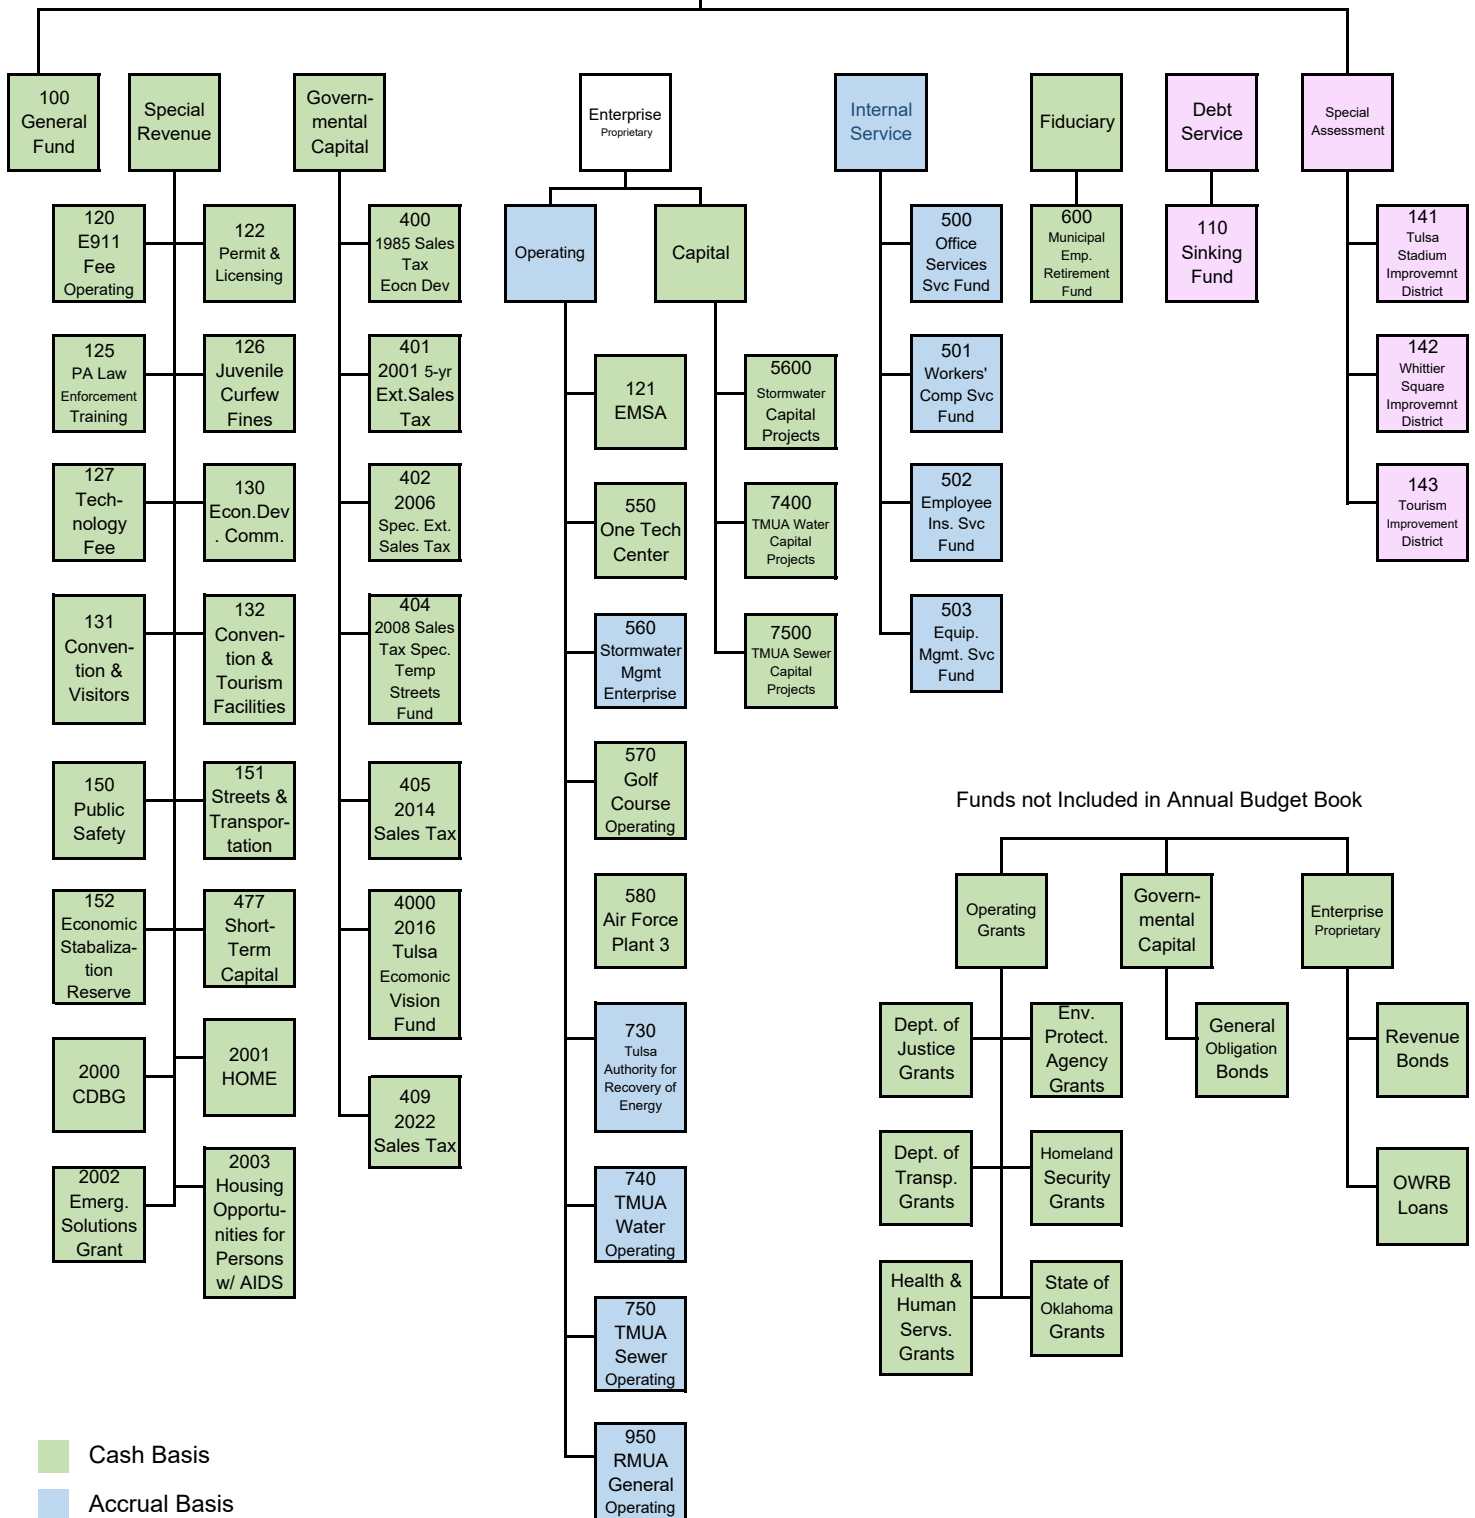 100
General
Fund
Special
Revenue
Govern-
mental
Capital
Enterprise
Proprietary
Internal
Service
Fiduciary
Debt
Service
Special
Assessment
120
E911
Fee
Operating
122
Permit &
Licensing
400
1985 Sales
Tax
Eocn Dev
Operating
Capital
500
Office
Services
Svc Fund
600
Municipal
Emp.
Retirement
Fund
110
Sinking
Fund
141
Tulsa
Stadium
Improvemnt
District
125
PA Law
Enforcement
Training
126
Juvenile
Curfew
Fines
401
2001 5-yr
Ext.Sales
Tax
121
EMSA
5600
Stormwater
Capital
Projects
501
Workers'
Comp Svc
Fund
142
Whittier
Square
Improvemnt
District
127
Tech-
nology
Fee
130
Econ.Dev
. Comm.
402
2006
Spec. Ext.
Sales Tax
550
One Tech
Center
7400
TMUA Water
Capital
Projects
502
Employee
Ins. Svc
Fund
143
Tourism
Improvement
District
131
Conven-
tion &
Visitors
132
Conven-
tion &
Tourism
Facilities
404
2008 Sales
Tax Spec.
Temp
Streets
Fund
560
Stormwater
Mgmt
Enterprise
7500
TMUA Sewer
Capital
Projects
503
Equip.
Mgmt. Svc
Fund
150
Public
Safety
151
Streets &
Transpor-
tation
405
2014
Sales Tax
570
Golf
Course
Operating
152
Economic
Stabaliza-
tion
Reserve
477
Short-
Term
Capital
4000
2016
Tulsa
Ecomonic
Vision
Fund
580
Air Force
Plant 3
2000
CDBG
2001
HOME
409
2022
Sales Tax
730
Tulsa
Authority for
Recovery of
Energy
2002
Emerg.
Solutions
Grant
2003
Housing
Opportu-
nities for
Persons
w/ AIDS
740
TMUA
Water
Operating
750
TMUA
Sewer
Operating
950
RMUA
General
Operating
Funds not Included in Annual Budget Book
Operating
Grants
Govern-
mental
Capital
Enterprise
Proprietary
Dept. of
Justice
Grants
Env.
Protect.
Agency
Grants
General
Obligation
Bonds
Revenue
Bonds
Dept. of
Transp.
Grants
Homeland
Security
Grants
OWRB
Loans
Health &
Human
Servs.
Grants
State of
Oklahoma
Grants
Cash Basis
Accrual Basis